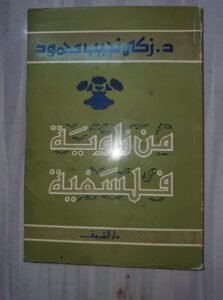 د. زكي نجيب محمود
من زاوية
فلسفية
دار الشروق